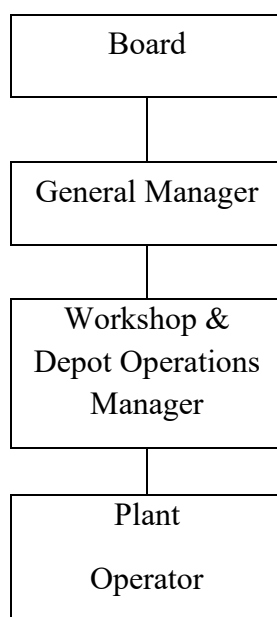 Board
General Manager
Workshop &
Depot Operations
Manager
Plant
Operator